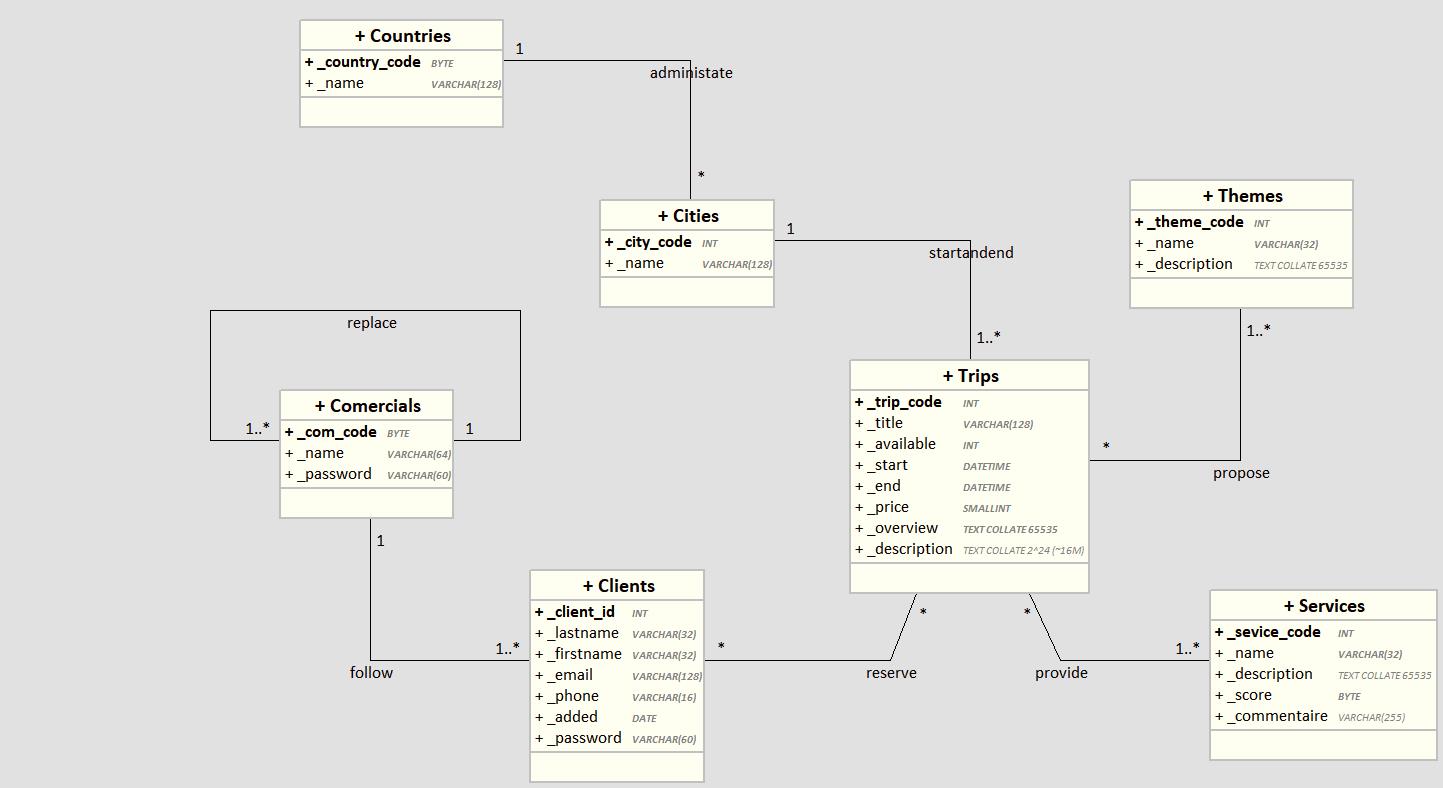 + Countries
+ _country_code BYTE
+ _name VARCHAR(128)
1
administate
*
+ Cities
+ _city_code INT
+ _name VARCHAR(128)
1
startandend
1..*
+ Themes
+ _theme_code INT
+ _name VARCHAR(32)
+ _description TEXT COLLATE 65535
1..*
*
propose
replace
+ Comercials
+ _com_code BYTE
+ _name VARCHAR(64)
+ _password VARCHAR(60)
1..*
1
1
follow
1..*
+ Trips
+ _trip_code INT
+ _title VARCHAR(128)
+ _available INT
+ _start DATETIME
+ _end DATETIME
+ _price SMALLINT
+ _overview TEXT COLLATE 65535
+ _description TEXT COLLATE 2^24 (~16M)
+ Clients
+ _client_id INT
+ _lastname VARCHAR(32)
+ _firstname VARCHAR(32)
+ _email VARCHAR(128)
+ _phone VARCHAR(16)
+ _added DATE
+ _password VARCHAR(60)
*
reserve
*
*
provide
1..*
+ Services
+ _sevice_code INT
+ _name VARCHAR(32)
+ _description TEXT COLLATE 65535
+ _score BYTE
+ _commentaire VARCHAR(255)